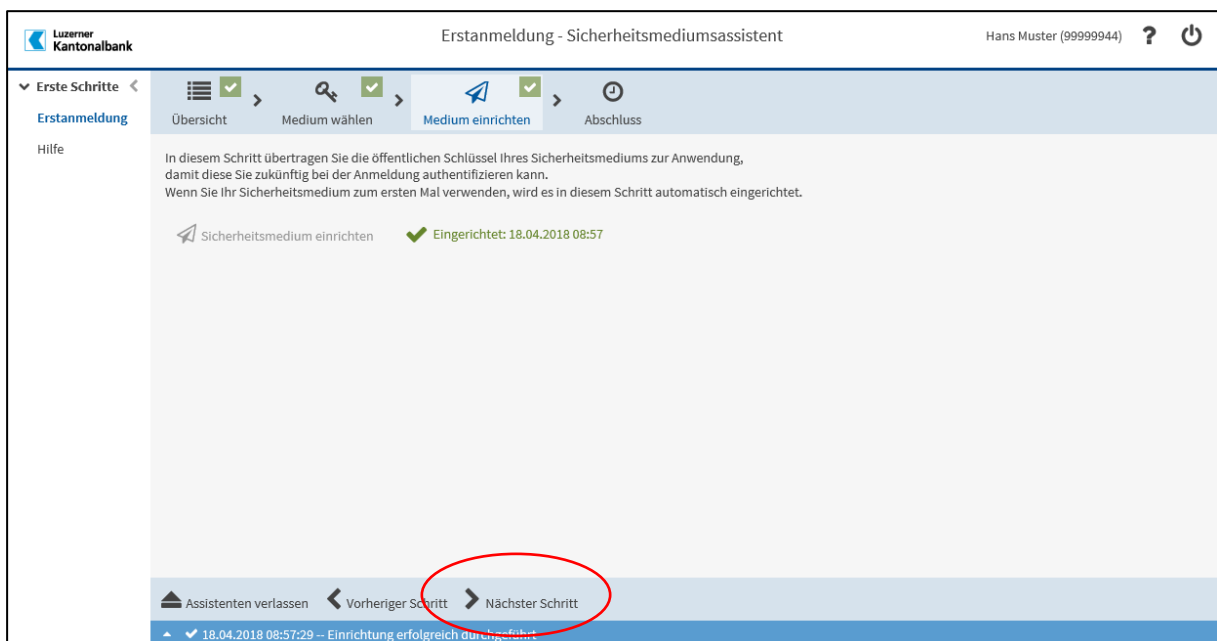 Luzerner
Kantonalbank
Erstanmeldung - Sicherheitsmediumsassistent
Hans Muster (99999944)
?
Erste Schritte
Erstanmeldung
Hilfe
Übersicht
Medium wählen
Medium einrichten
Abschluss
In diesem Schritt übertragen Sie die öffentlichen Schlüssel Ihres Sicherheitsmediums zur Anwendung,
damit diese Sie zukünftig bei der Anmeldung authentifizieren kann.
Wenn Sie Ihr Sicherheitsmedium zum ersten Mal verwenden, wird es in diesem Schritt automatisch eingerichtet.
Sicherheitsmedium einrichten
Eingerichtet: 18.04.2018 08:57
Assistenten verlassen
Vorheriger Schritt
Nächster Schritt
18.04.2018 08:57:29 -- Einrichtung erfolgreich durchgeführt